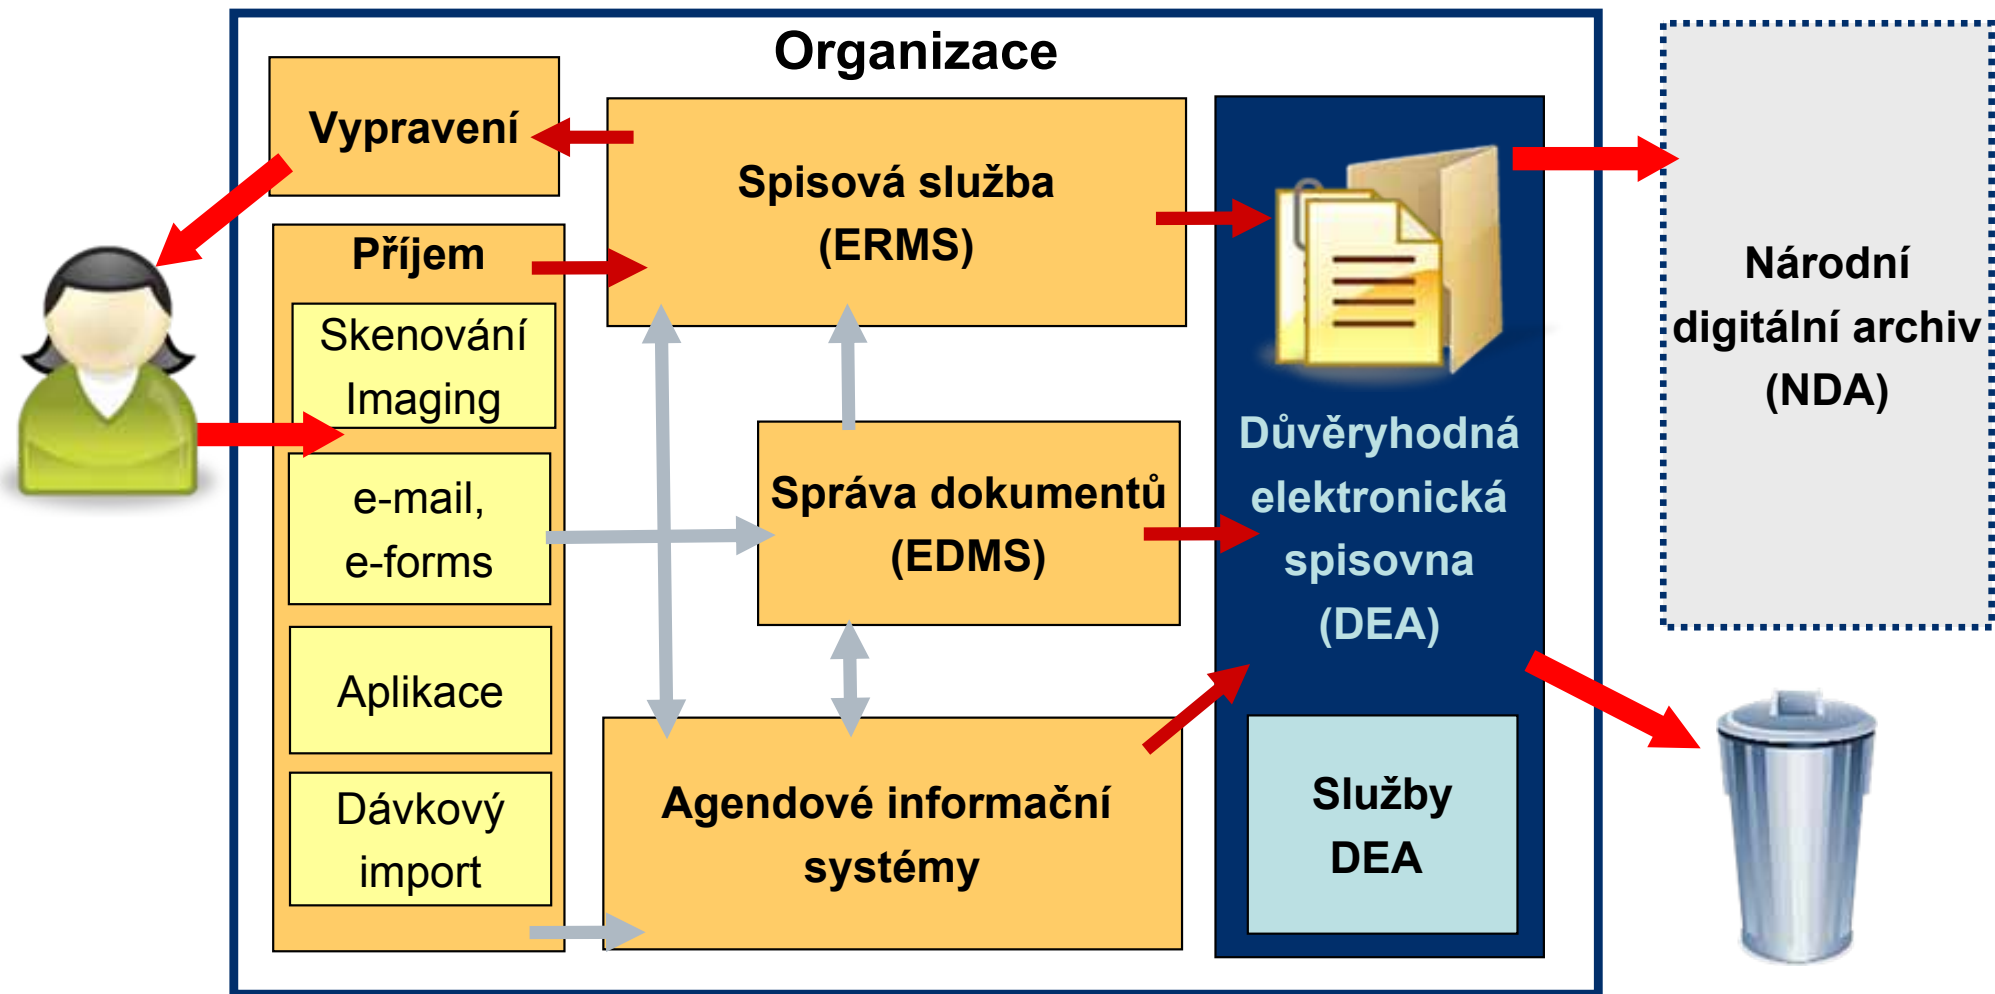 Organizace
Vypravení
Příjem
Skenování
Imaging
e-mail,
e-forms
Aplikace
Dávkový
import
Spisová služba
(ERMS)
Správa dokumentů
(EDMS)
Agendové informační
systémy
Důvěryhodná
elektronická
spisovna
(DEA)
Služby
DEA
Národní
digitální archiv
(NDA)